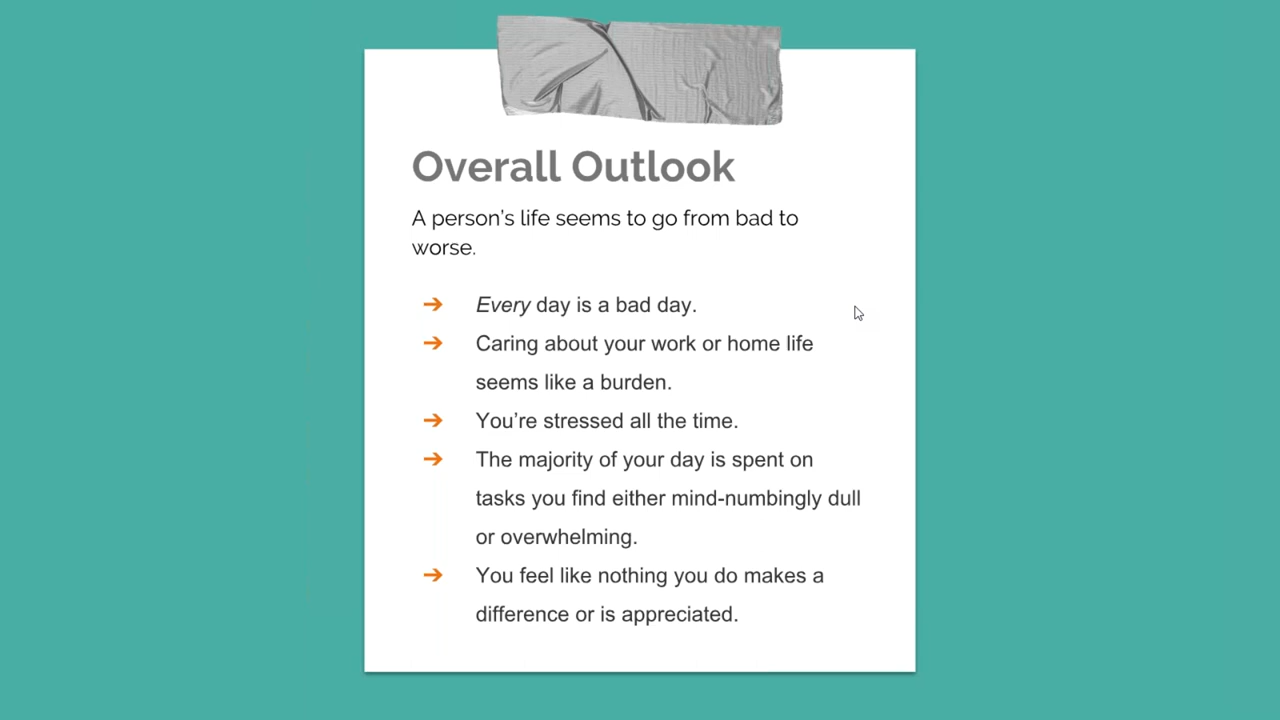 Overall Outlook
A person's life seems to go from bad to
worse.
➔ Every day is a bad day.
➔ Caring about your work or home life
seems like a burden.
➔ You're stressed all the time.
➔ The majority of your day is spent on
tasks you find either mind-numbingly dull
or overwhelming.
➔ You feel like nothing you do makes a
difference or is appreciated.